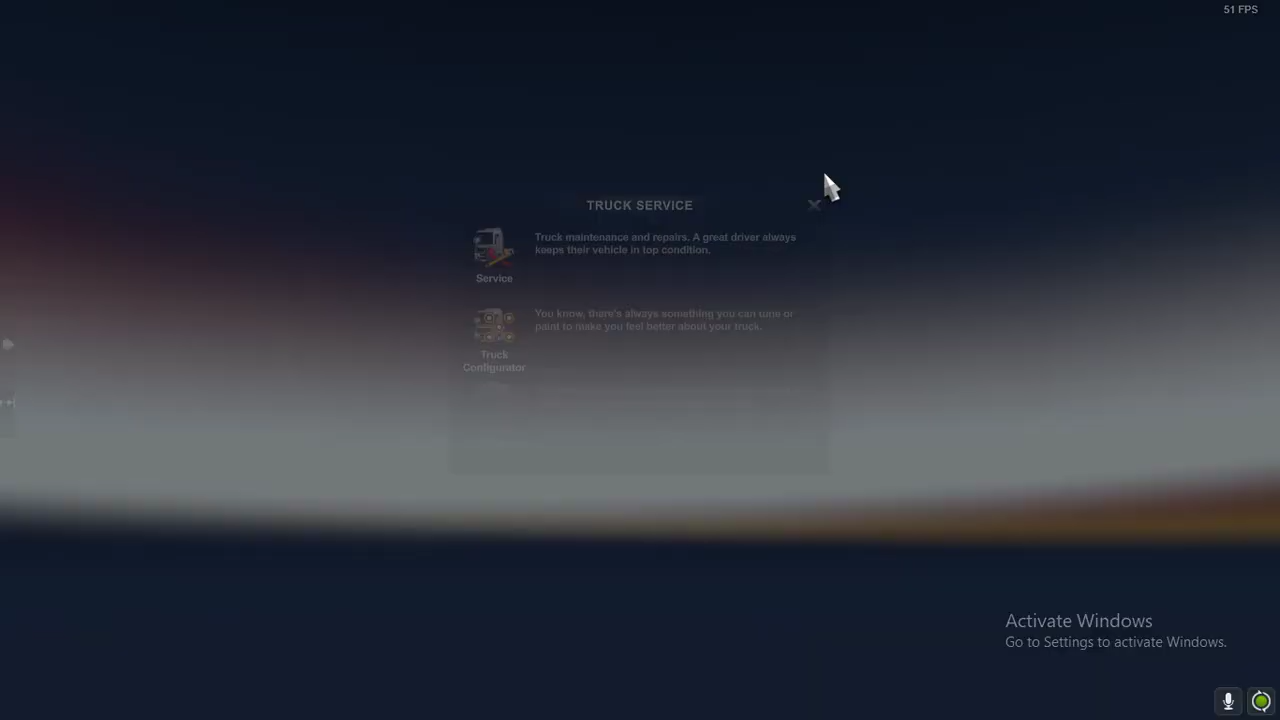 51 FPS
TRUCK SERVICE
Truck maintenance and repairs. A great driver always
keeps their vehicle in top condition.
Service
You know, there's always something you can tune or
paint to make you feel better about your truck.
Truck
Configurator
Activate Windows
Go to Settings to activate Windows.